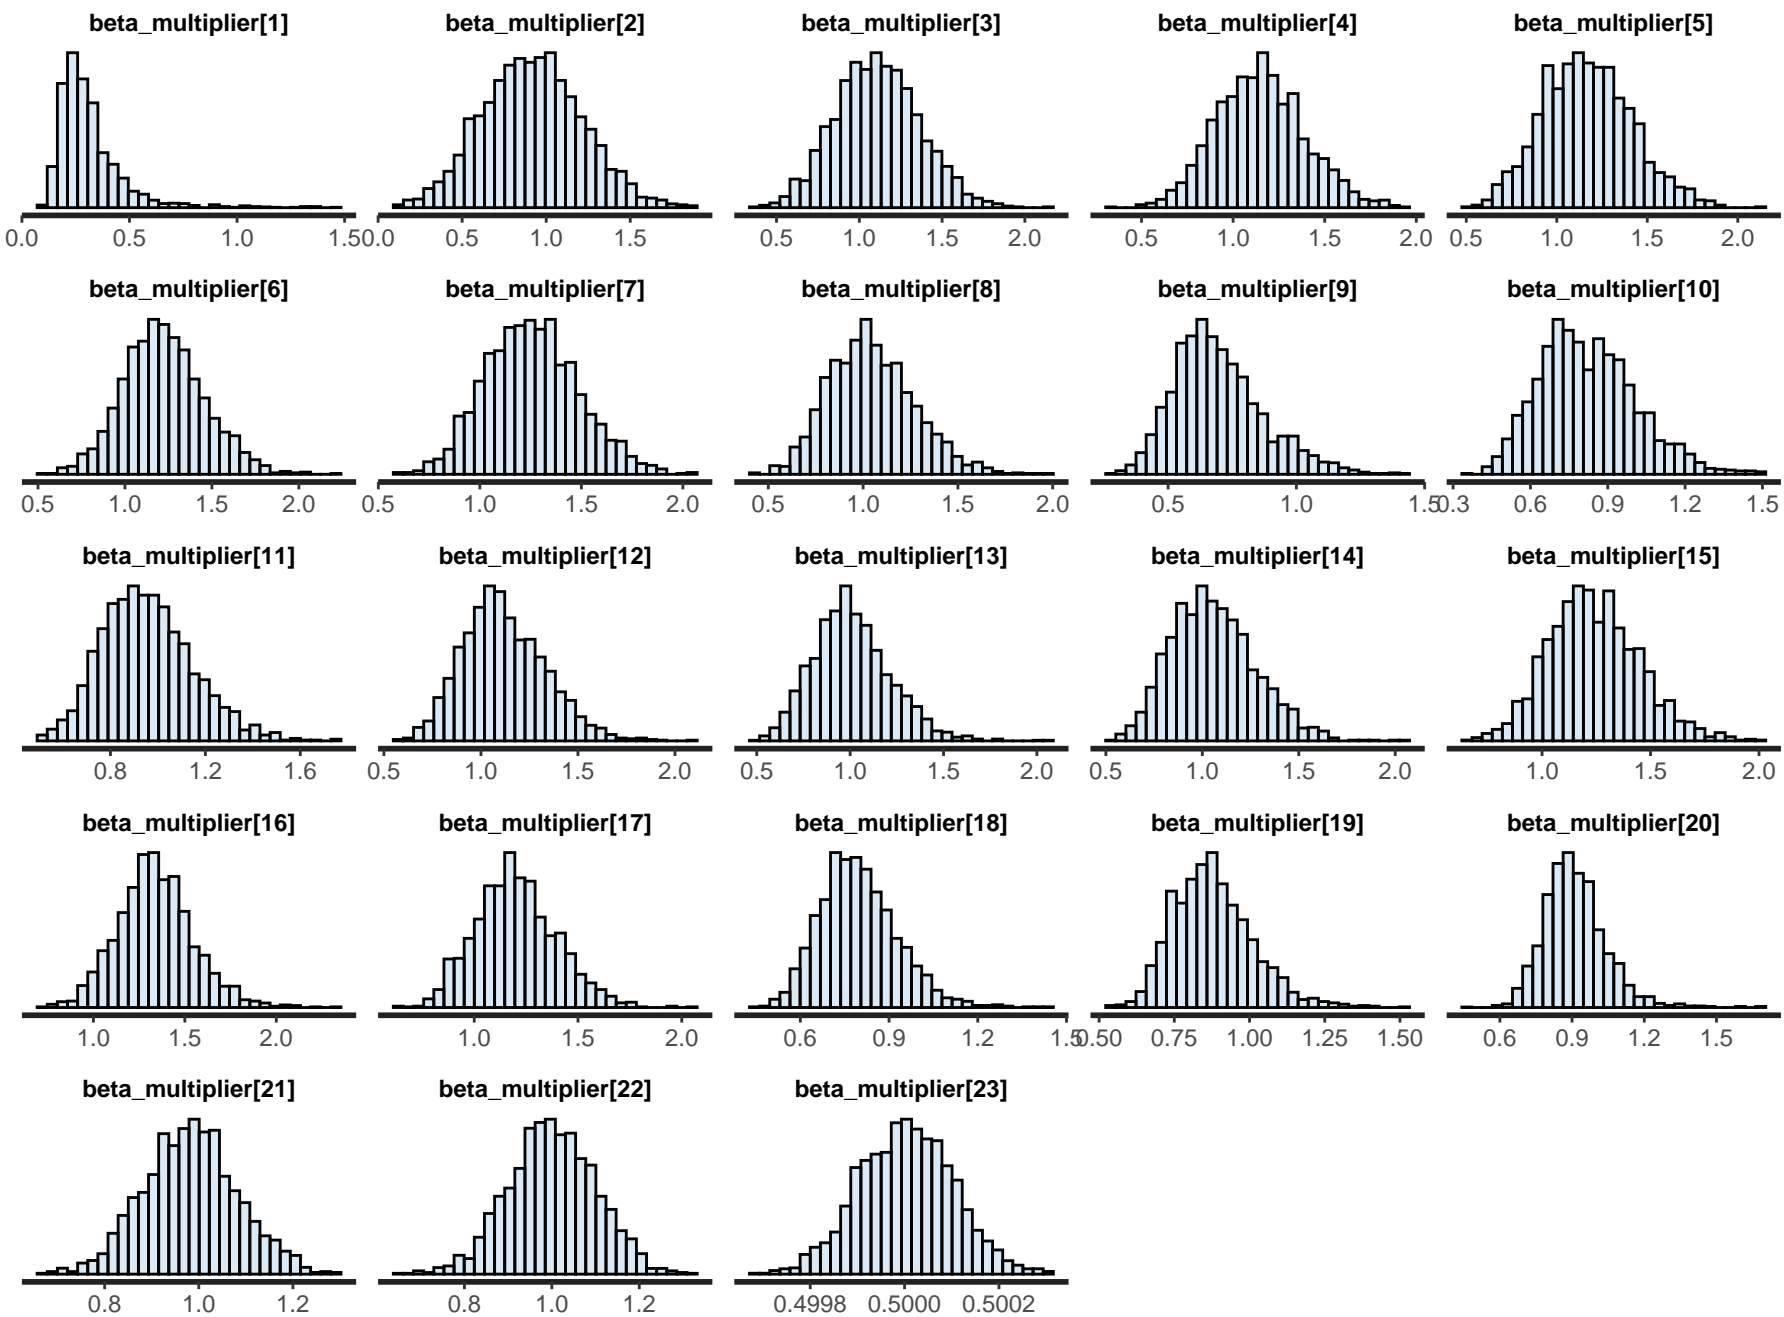 beta_multiplier[1] beta_multiplier[2] beta_multiplier[3] beta_multiplier[4] beta_multiplier[5]
0.0 0.5 1.0 1.50 0.0 0.5 1.0 1.5 0.5 1.0 1.5 2.0 0.5 1.0 1.5 2.0 0.5 1.0 1.5 2.0
beta_multiplier[6] beta_multiplier[7] beta_multiplier[8] beta_multiplier[9] beta_multiplier[10]
0.5 1.0 1.5 2.0 0.5 1.0 1.5 2.0 0.5 1.0 1.5 2.0 0.5 1.0 1.5 0.3 0.6 0.9 1.2 1.5
beta_multiplier[11] beta_multiplier[12] beta_multiplier[13] beta_multiplier[14] beta_multiplier[15]
0.8 1.2 1.6 0.5 1.0 1.5 2.0 0.5 1.0 1.5 2.0 0.5 1.0 1.5 2.0 1.0 1.5 2.0
beta_multiplier[16] beta_multiplier[17] beta_multiplier[18] beta_multiplier[19] beta_multiplier[20]
1.0 1.5 2.0 1.0 1.5 2.0 0.6 0.9 1.2 1.5 0.50 0.75 1.00 1.25 1.50 0.6 0.9 1.2 1.5
beta_multiplier[21] beta_multiplier[22] beta_multiplier[23]
0.8 1.0 1.2 0.8 1.0 1.2 0.4998 0.5000 0.5002